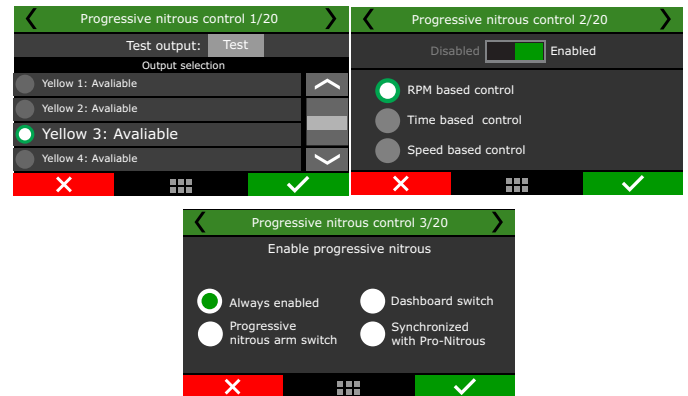 Progressive nitrous control 1/20
Test output: Test
Output selection
Yellow 1: Avaliable
Yellow 2: Avaliable
Yellow 3: Avaliable
Yellow 4: Avaliable
Progressive nitrous control 2/20
Disabled Enabled
RPM based control
Time based control
Speed based control
Progressive nitrous control 3/20
Enable progressive nitrous
Always enabled
Dashboard switch
Progressive
nitrous arm switch
Synchronized
with Pro-Nitrous